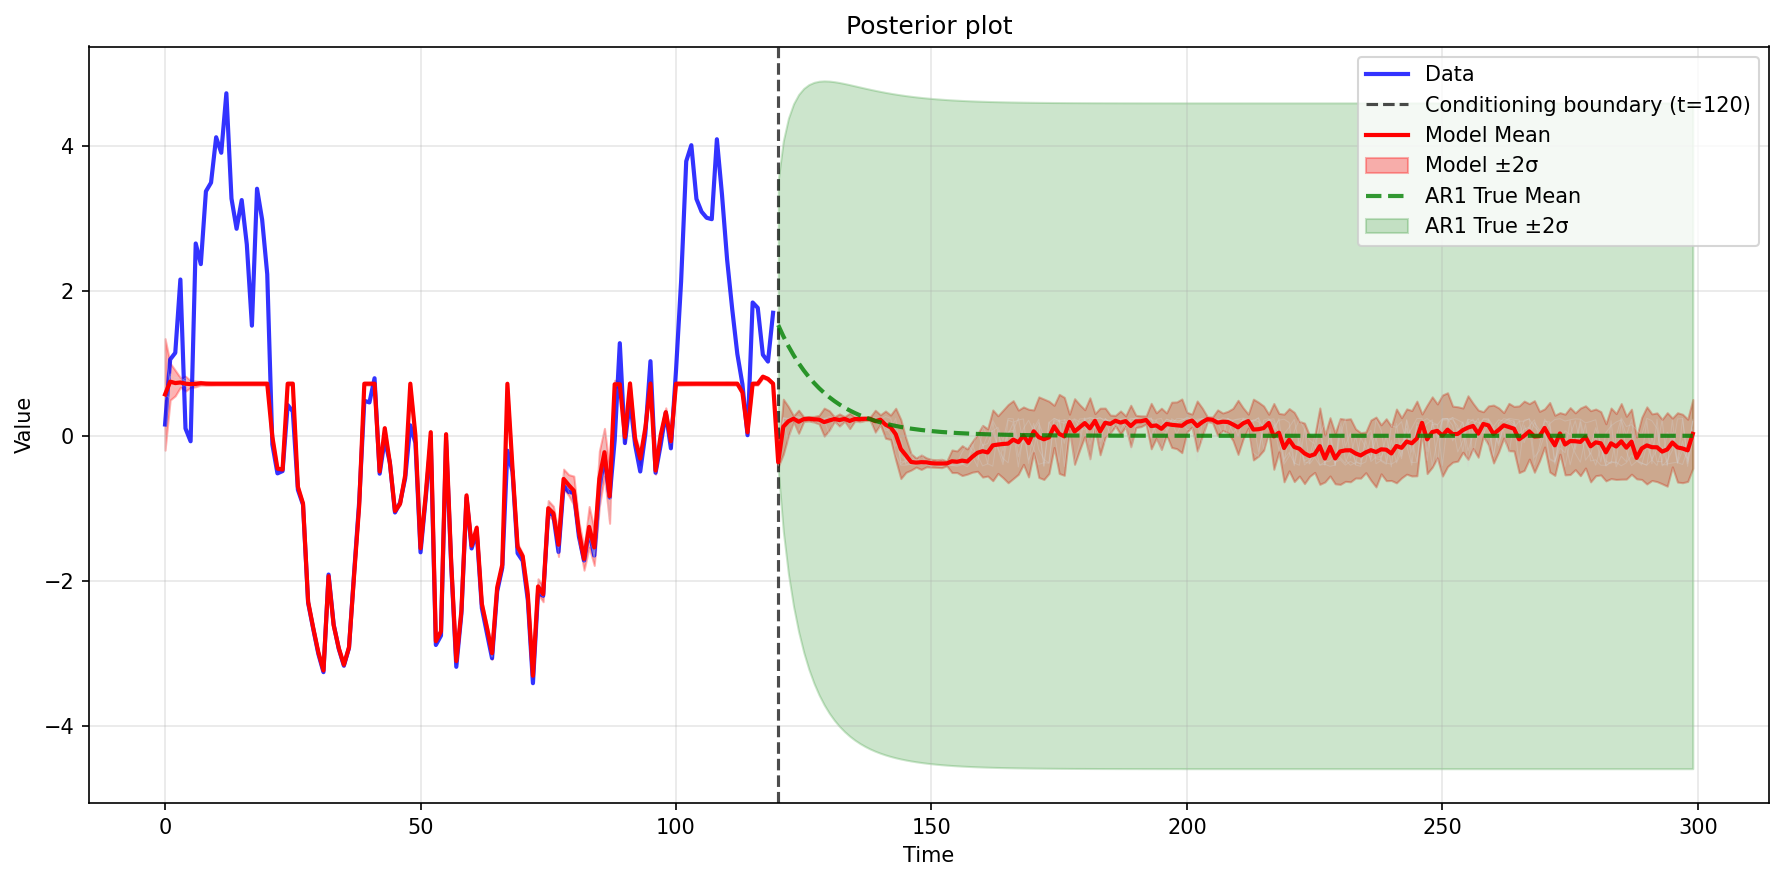 Posterior plot
Value
4
2
0
−2
−4
0
50
100
150
200
250
300
Time
Data
Conditioning boundary (t=120)
Model Mean
Model ±2σ
AR1 True Mean
AR1 True ±2σ